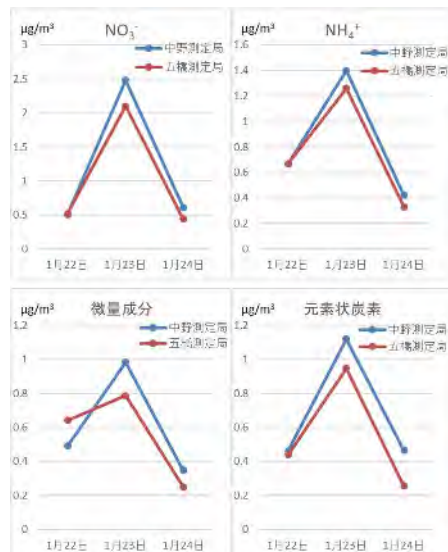 μg/m³ NO₃⁻
中野測定局
五橋測定局
3
2.5
2
1.5
1
0.5
0
1月22日 1月23日 1月24日
μg/m³ NH₄⁺
中野測定局
五橋測定局
1.6
1.4
1.2
1
0.8
0.6
0.4
0.2
0
1月22日 1月23日 1月24日
μg/m³ 微量成分
中野測定局
五橋測定局
1.2
1
0.8
0.6
0.4
0.2
0
1月22日 1月23日 1月24日
μg/m³ 元素状炭素
中野測定局
五橋測定局
1.2
1
0.8
0.6
0.4
0.2
0
1月22日 1月23日 1月24日